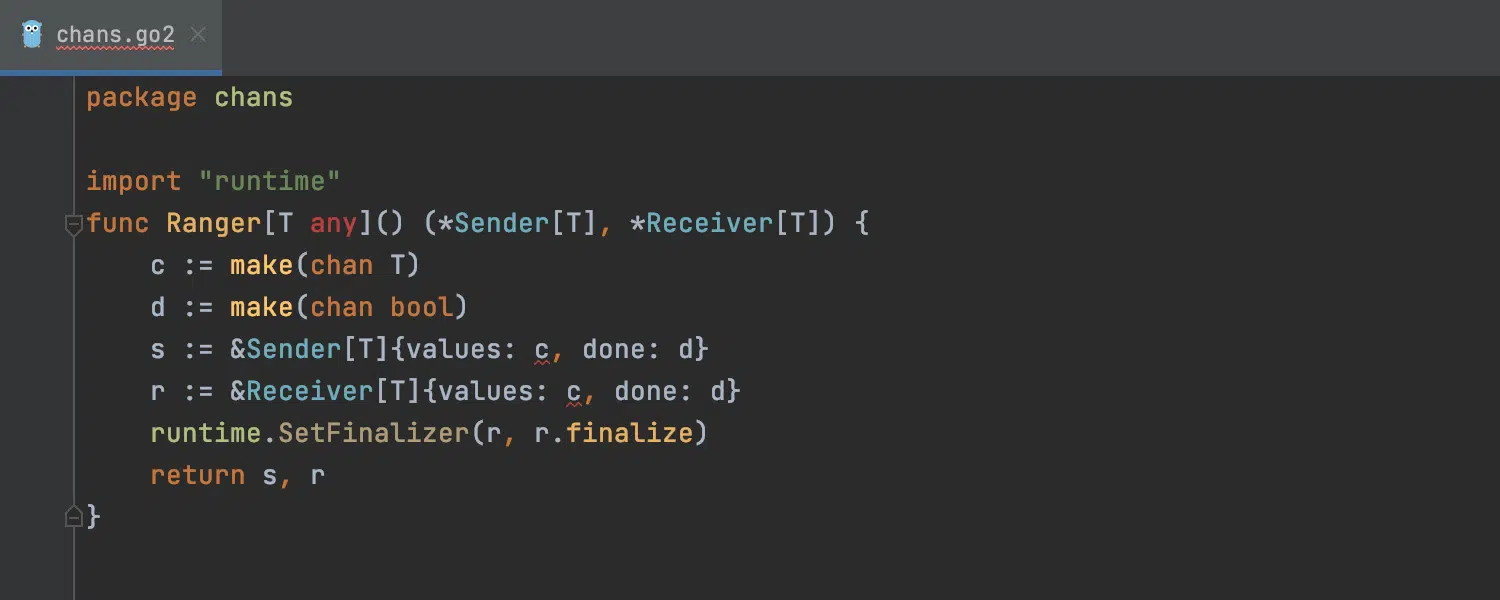 chans.go2
package chans
import "runtime"
func Ranger[T any]() (*Sender[T], *Receiver[T]) {
    c := make(chan T)
    d := make(chan bool)
    s := &Sender[T]{values: c, done: d}
    r := &Receiver[T]{values: c, done: d}
    runtime.SetFinalizer(r, r.finalize)
    return s, r
}